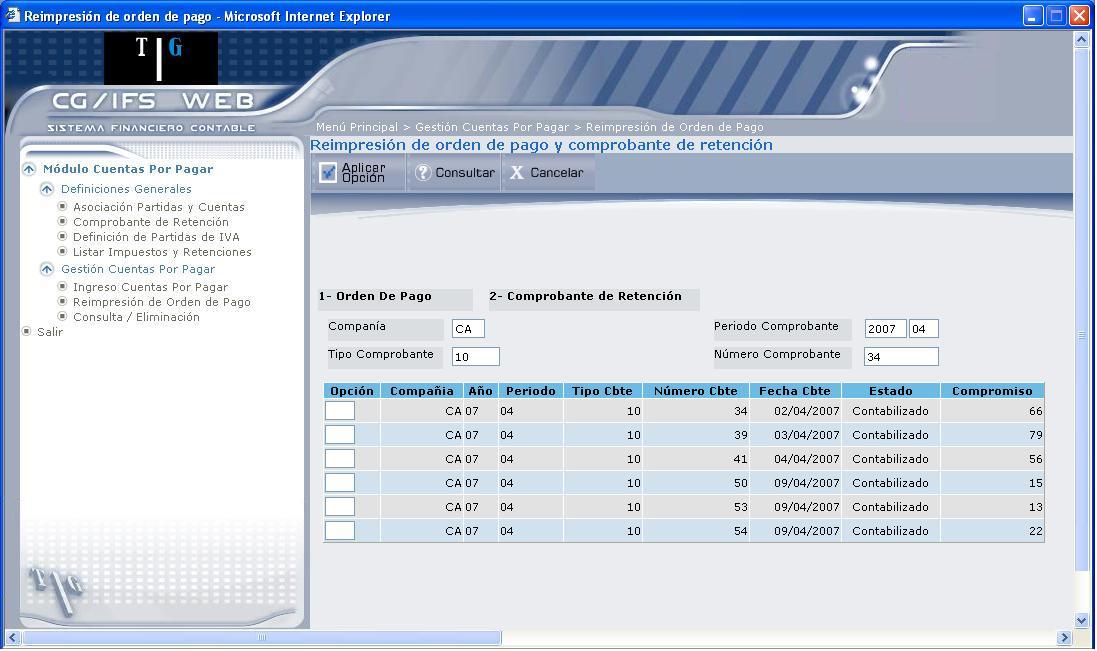 Reimpresión de orden de pago - Microsoft Internet Explorer
T G
CG/IFS WEB
SISTEMA FINANCIERO CONTABLE
Menú Principal > Gestión Cuentas Por Pagar > Reimpresión de Orden de Pago
Reimpresión de orden de pago y comprobante de retención
Aplicar Opción
? Consultar
X Cancelar
Módulo Cuentas Por Pagar
Definiciones Generales
Asociación Partidas y Cuentas
Comprobante de Retención
Definición de Partidas de IVA
Listar Impuestos y Retenciones
Gestión Cuentas Por Pagar
Ingreso Cuentas Por Pagar
Reimpresión de Orden de Pago
Consulta / Eliminación
Salir
TG
1- Orden De Pago 2- Comprobante de Retención
Compañía CA Periodo Comprobante 2007 04
Tipo Comprobante 10 Número Comprobante 34
Opción Compañia Año Periodo Tipo Cbte Número Cbte Fecha Cbte Estado Compromiso
CA 07 04 10 34 02/04/2007 Contabilizado 66
CA 07 04 10 39 03/04/2007 Contabilizado 79
CA 07 04 10 41 04/04/2007 Contabilizado 56
CA 07 04 10 50 09/04/2007 Contabilizado 15
CA 07 04 10 53 09/04/2007 Contabilizado 13
CA 07 04 10 54 09/04/2007 Contabilizado 22